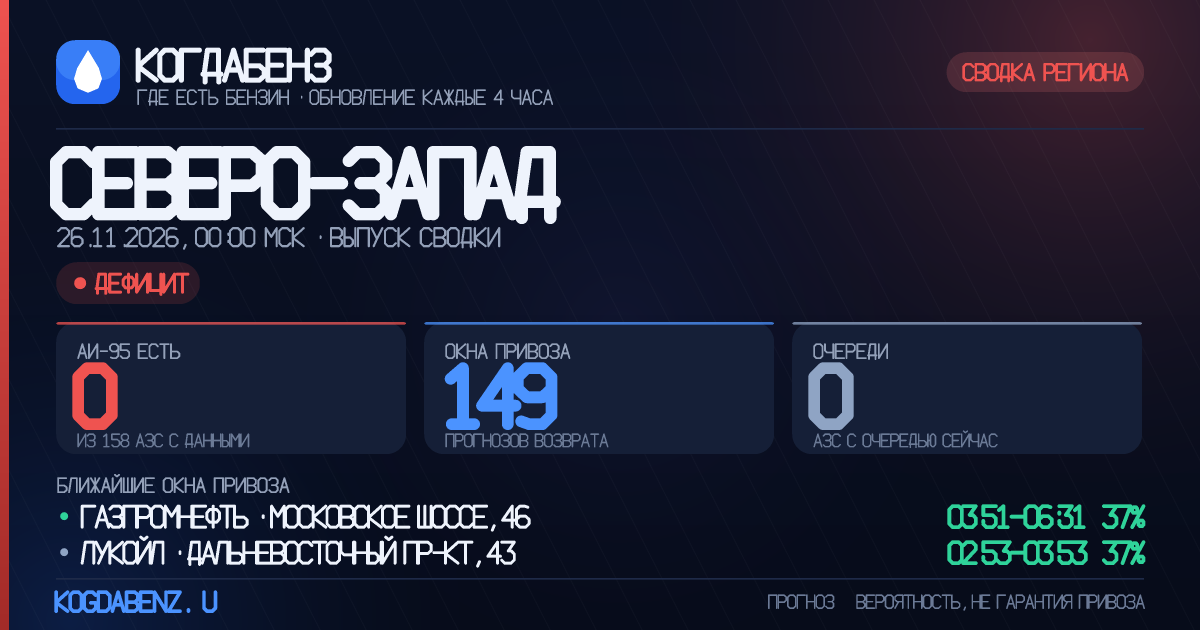 КОГДАБЕНЗ
ГДЕ ЕСТЬ БЕНЗИН · ОБНОВЛЕНИЕ КАЖДЫЕ 4 ЧАСА
СВОДКА РЕГИОНА
СЕВЕРО-ЗАПАД
26.11.2026, 00:00 МСК · ВЫПУСК СВОДКИ
• ДЕФИЦИТ
АИ-95 ЕСТЬ
0
ИЗ 158 АЗС С ДАННЫМИ
ОКНА ПРИВОЗА
149
ПРОГНОЗОВ ВОЗВРАТА
ОЧЕРЕДИ
0
АЗС С ОЧЕРЕДЬЮ СЕЙЧАС
БЛИЖАЙШИЕ ОКНА ПРИВОЗА
• ГАЗПРОМНЕФТЬ · МОСКОВСКОЕ ШОССЕ, 46 03:51-06:31 37%
• ЛУКОЙЛ · ДАЛЬНЕВОСТОЧНЫЙ ПР-КТ, 43 02:53-03:53 37%
KOGDABENZ. U
ПРОГНОЗ ВЕРОЯТНОСТЬ, НЕ ГАРАНТИЯ ПРИВОЗА